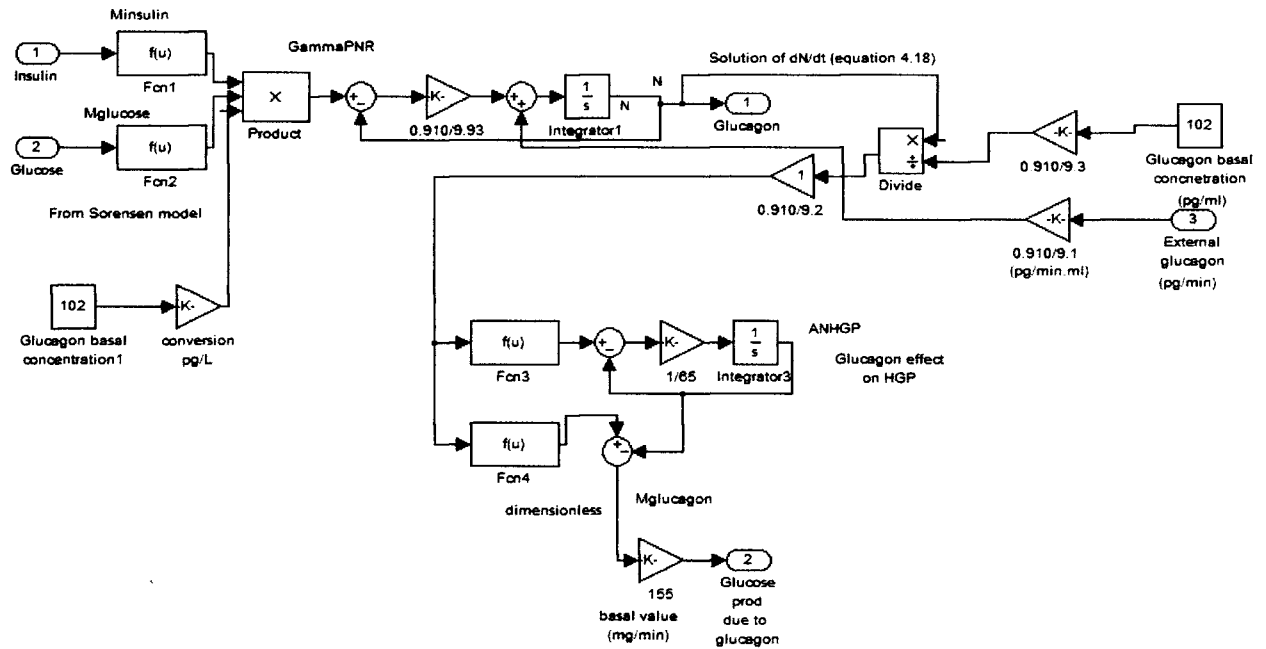 Minsulin
1
Insulin
f(u)
Fcn1
GammaPNR
Mglucose
2
Glucose
f(u)
Fcn2
×
Product
+
-
K-
0.910/9.93
+
+
1
s
N
Integrator1
N
Solution of dN/dt (equation 4.18)
1
Glucagon
×
÷
Divide
-K-
0.910/9.3
102
Glucagon basal
concnetration
(pg/ml)
1
0.910/9.2
-K-
0.910/9.1
(pg/min.ml)
3
External
glucagon
(pg/min)
From Sorensen model
102
Glucagon basal
concentration1
K-
conversion
pg/L
f(u)
Fcn3
+
-
K-
1/65
1
s
Integrator3
ANHGP
Glucagon effect
on HGP
f(u)
Fcn4
+
-
dimensionless
Mglucagon
K-
155
basal value
(mg/min)
2
Glucose
prod
due to
glucagon